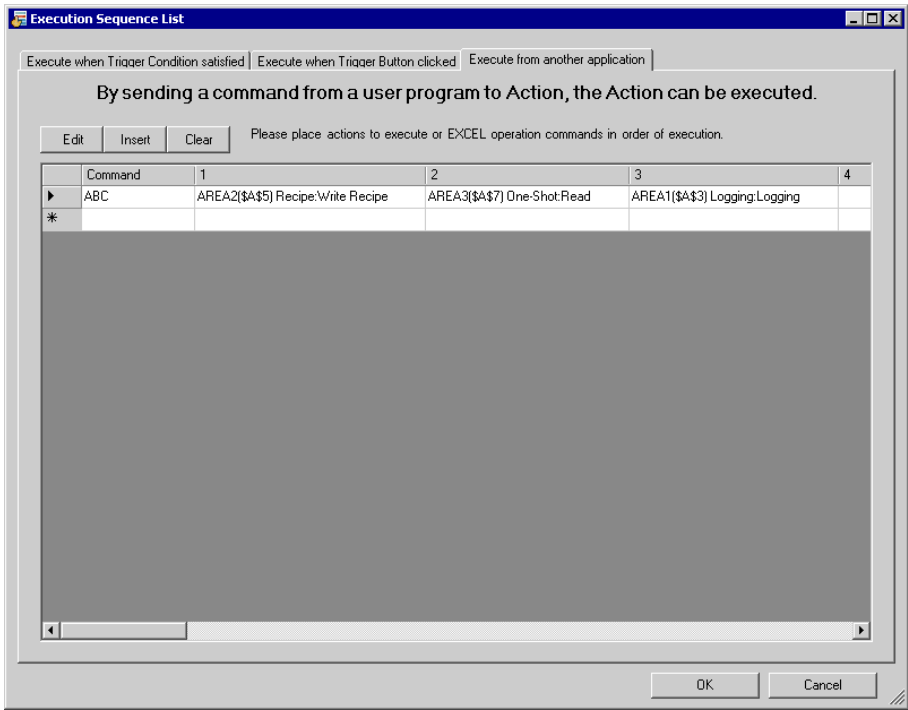 Execution Sequence List
Execute when Trigger Condition satisfied Execute when Trigger Button clicked Execute from another application
By sending a command from a user program to Action, the Action can be executed.
Edit Insert Clear Please place actions to execute or EXCEL operation commands in order of execution.
Command 1 2 3 4
ABC AREA2($A$5) Recipe:Write Recipe AREA3($A$7) One-Shot:Read AREA1($A$3) Logging:Logging
OK Cancel